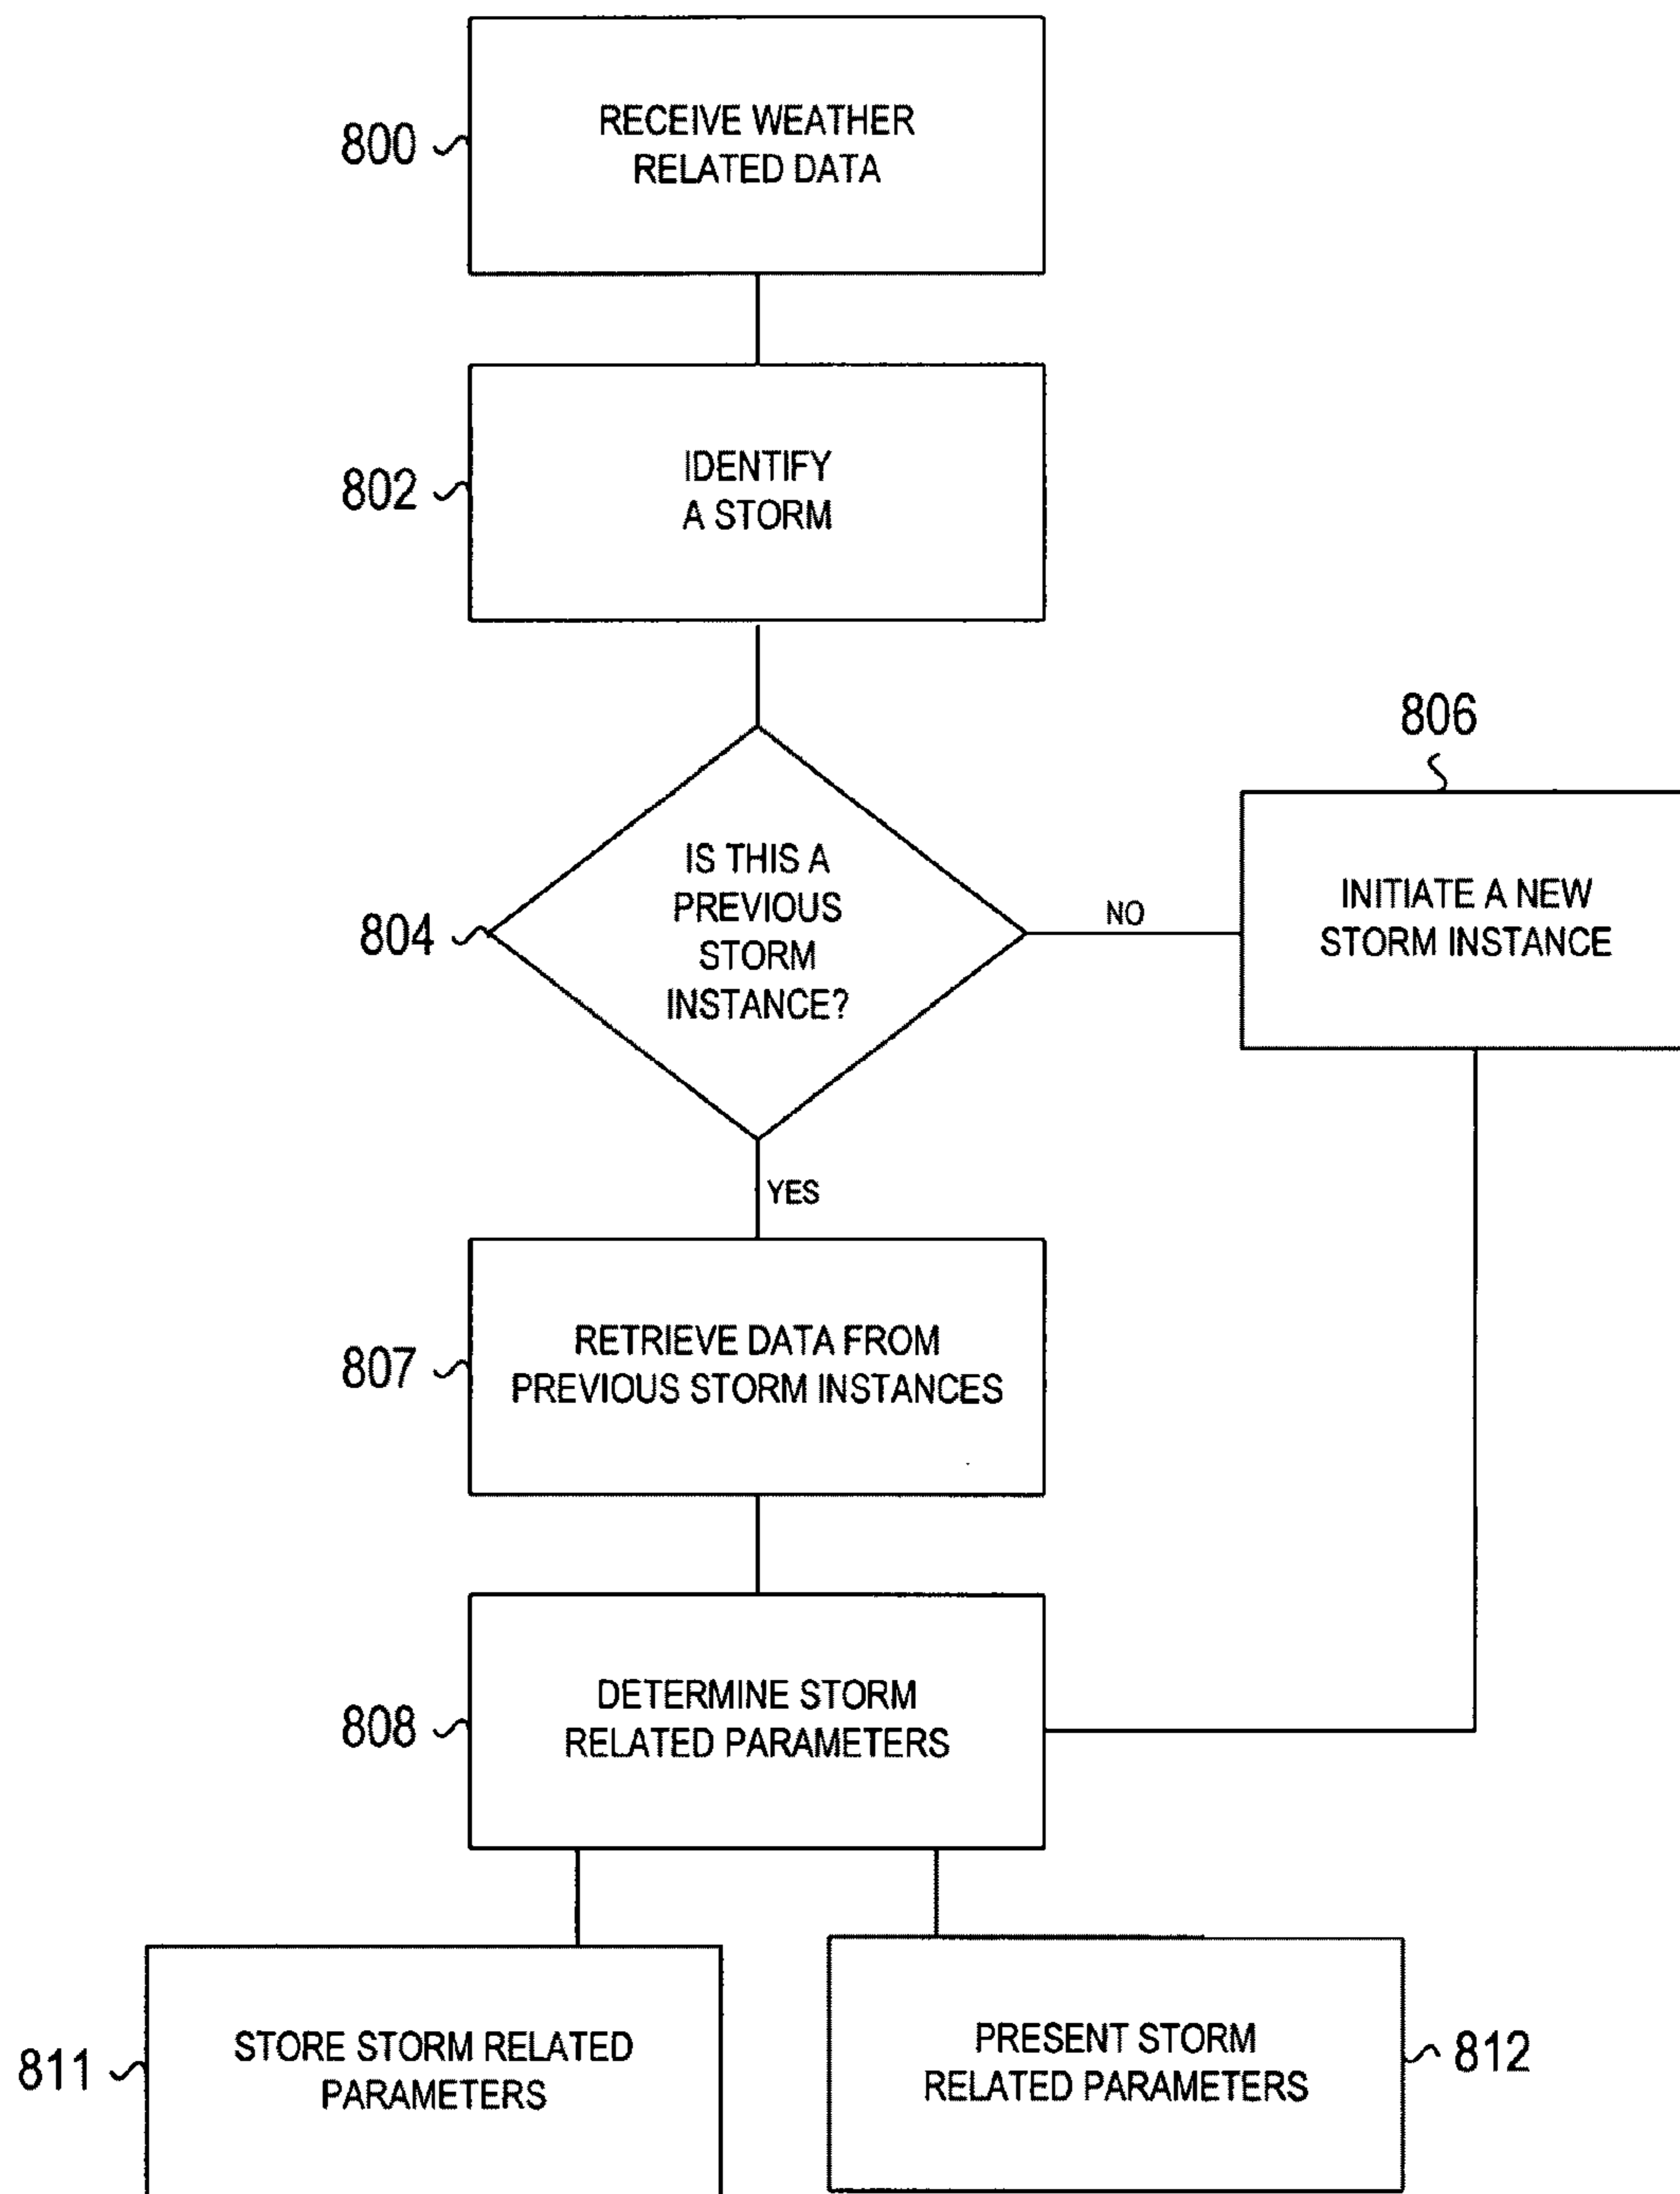 800
RECEIVE WEATHER
RELATED DATA
802
IDENTIFY
A STORM
804
IS THIS A
PREVIOUS
STORM
INSTANCE?
NO
806
INITIATE A NEW
STORM INSTANCE
YES
807
RETRIEVE DATA FROM
PREVIOUS STORM INSTANCES
808
DETERMINE STORM
RELATED PARAMETERS
811
STORE STORM RELATED
PARAMETERS
PRESENT STORM
RELATED PARAMETERS
812